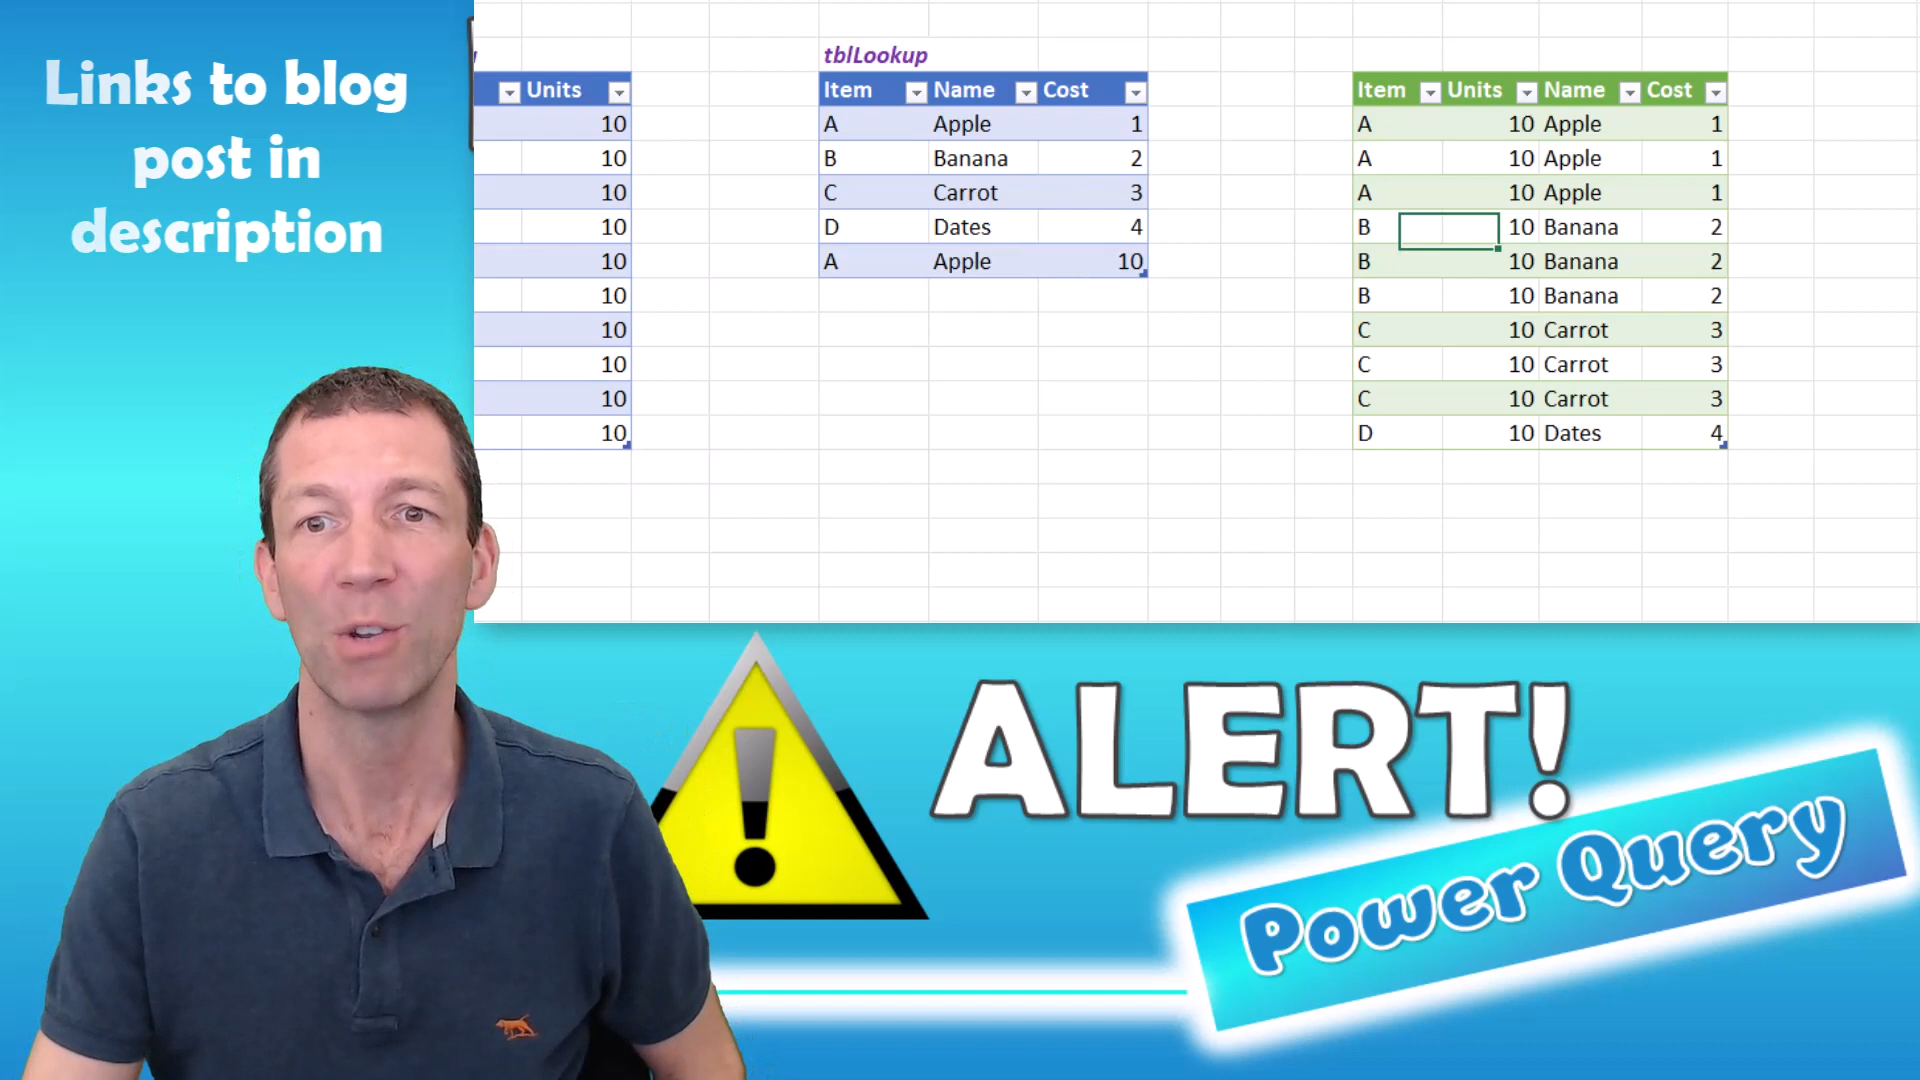 Links to blog
post in
description
tblLookup
Units
10
10
10
10
10
10
10
10
10
10
Item Name Cost
A Apple 1
B Banana 2
C Carrot 3
D Dates 4
A Apple 10
Item Units Name Cost
A 10 Apple 1
A 10 Apple 1
A 10 Apple 1
B 10 Banana 2
B 10 Banana 2
B 10 Banana 2
C 10 Carrot 3
C 10 Carrot 3
C 10 Carrot 3
D 10 Dates 4
ALERT!
Power Query